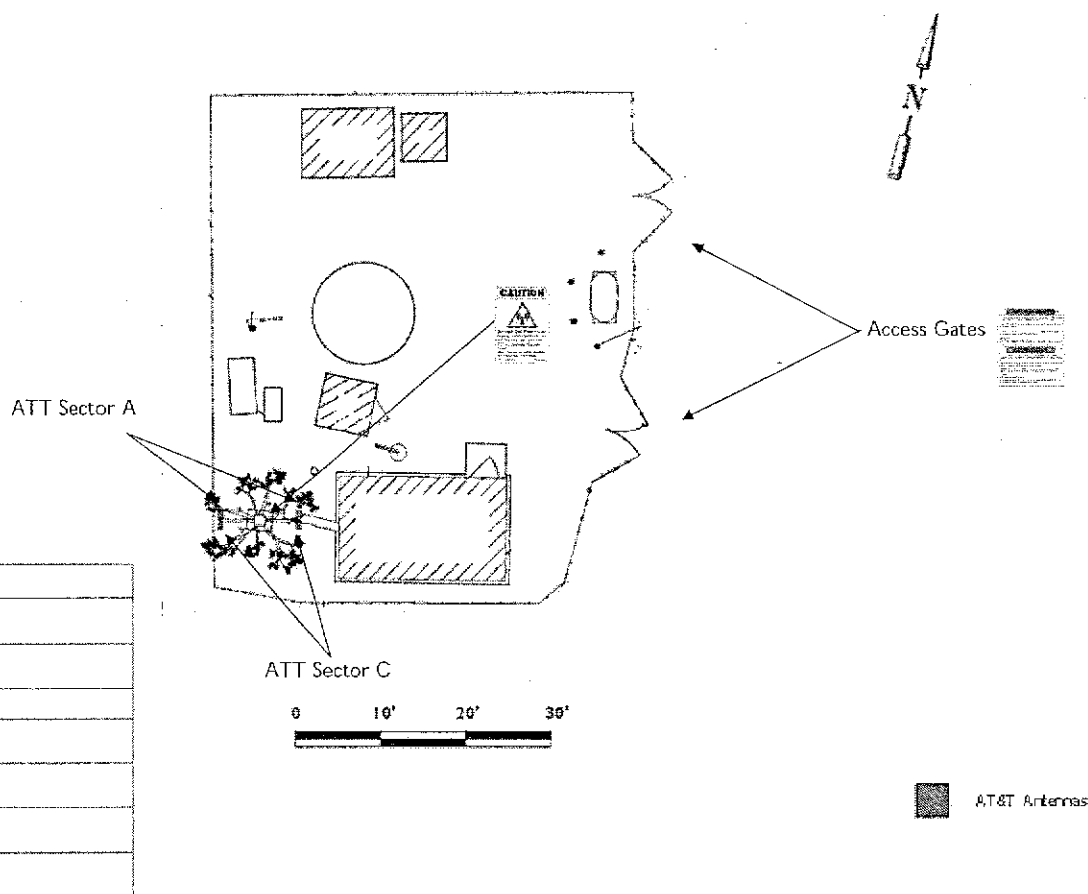 N
CAUTION
Access Gates
ATT Sector A
ATT Sector C
0 10' 20' 30'
AT&T Antennas